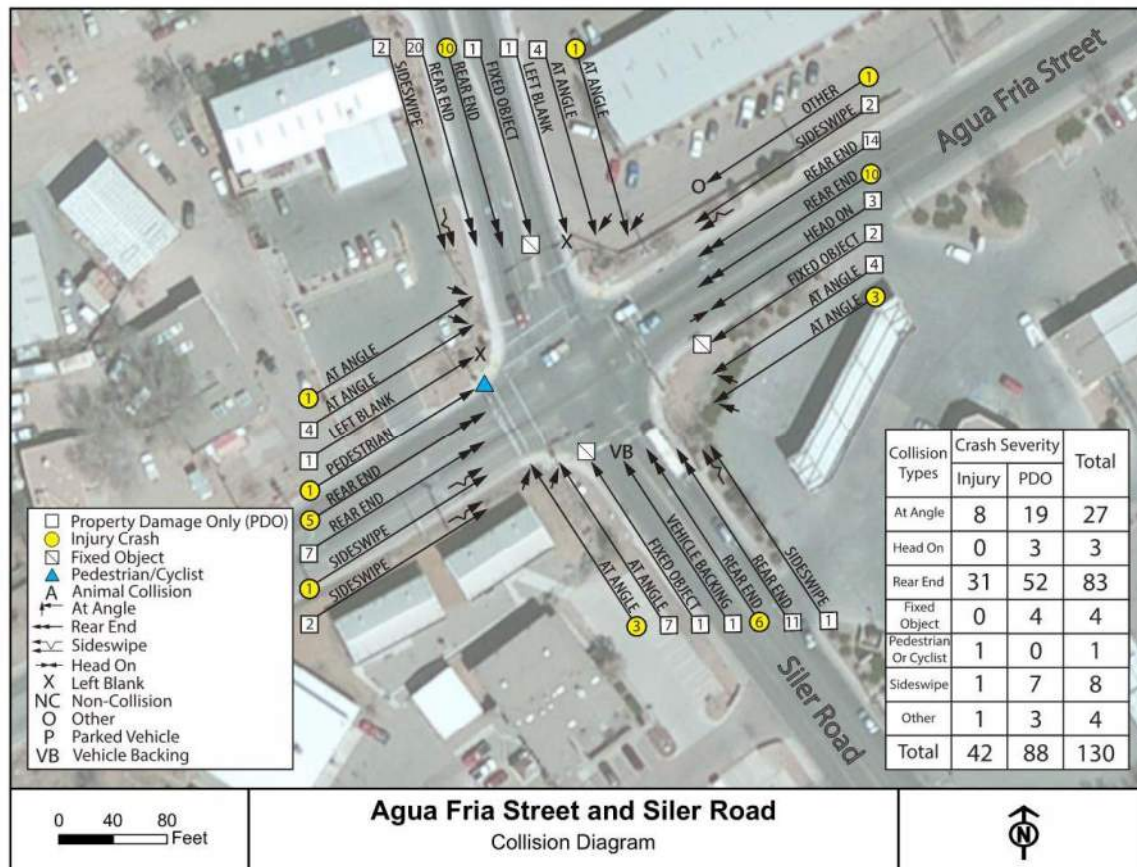 2
20
10
1
1
4
1
SIDESWIPE
REAR END
REAR END
FIXED OBJECT
LEFT BLANK
AT ANGLE
AT ANGLE
1
OTHER
2
SIDESWIPE
14
REAR END
10
REAR END
3
HEAD ON
2
FIXED OBJECT
4
AT ANGLE
3
AT ANGLE
Agua Fria Street
O
X
1
AT ANGLE
4
AT ANGLE
X
1
LEFT BLANK
1
PEDESTRIAN
5
REAR END
7
REAR END
1
SIDESWIPE
2
SIDESWIPE
VB
AT ANGLE
AT ANGLE
FIXED OBJECT
VEHICLE BACKING
REAR END
REAR END
SIDESWIPE
3
7
1
1
6
11
1
Siler Road
Property Damage Only (PDO)
Injury Crash
Fixed Object
Pedestrian/Cyclist
A Animal Collision
At Angle
Rear End
Sideswipe
Head On
X Left Blank
NC Non-Collision
O Other
P Parked Vehicle
VB Vehicle Backing
Collision Types
Crash Severity
Total
Injury PDO
At Angle 8 19 27
Head On 0 3 3
Rear End 31 52 83
Fixed Object 0 4 4
Pedestrian Or Cyclist 1 0 1
Sideswipe 1 7 8
Other 1 3 4
Total 42 88 130
0 40 80
Feet
Agua Fria Street and Siler Road
Collision Diagram
N